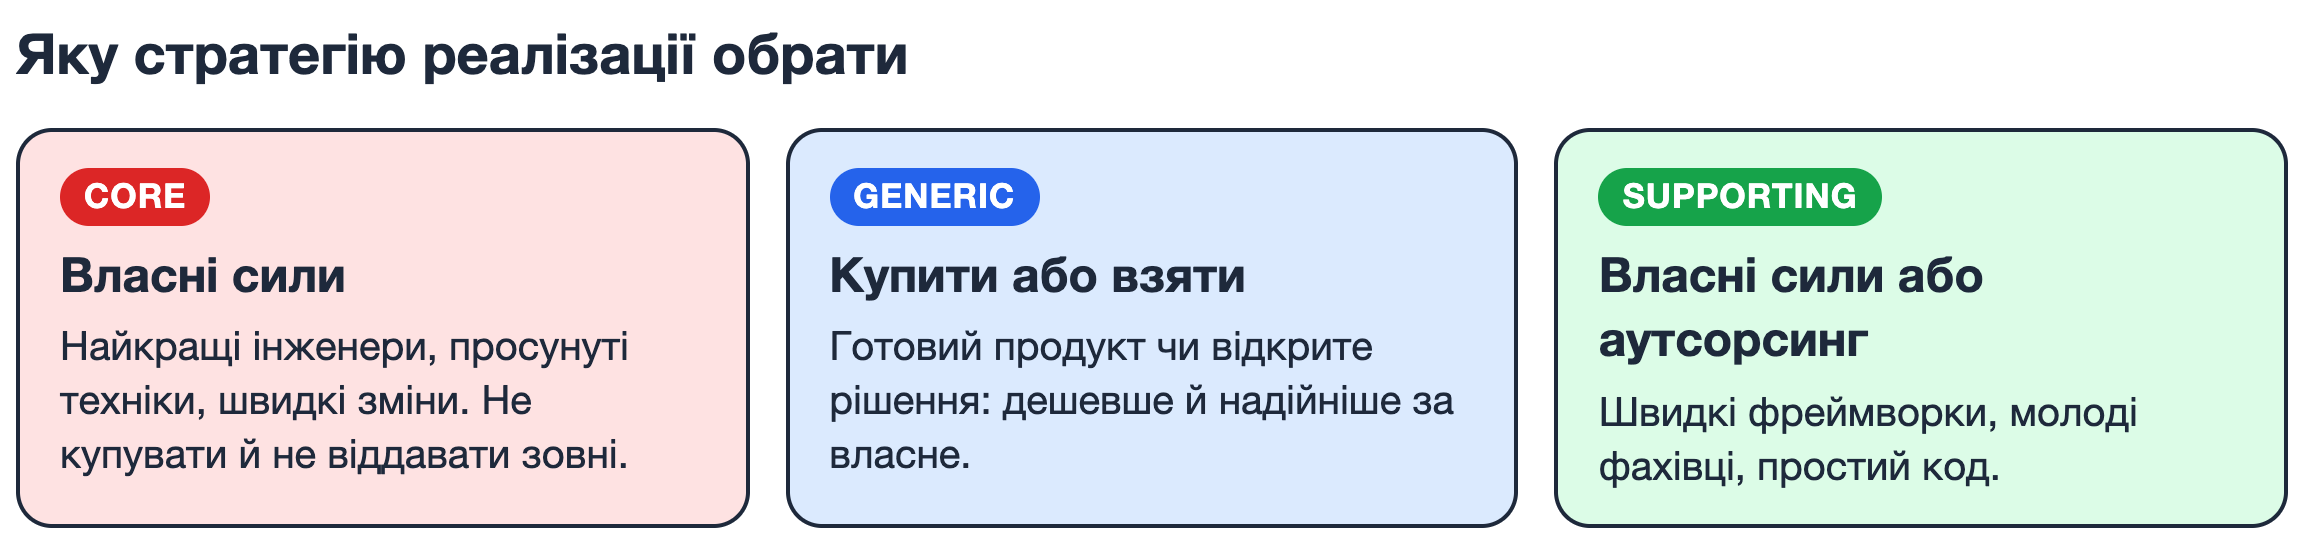 Яку стратегію реалізації обрати
CORE
Власні сили
Найкращі інженери, просунуті
техніки, швидкі зміни. Не
купувати й не віддавати зовні.
GENERIC
Купити або взяти
Готовий продукт чи відкрите
рішення: дешевше й надійніше за
власне.
SUPPORTING
Власні сили або
аутсорсинг
Швидкі фреймворки, молоді
фахівці, простий код.